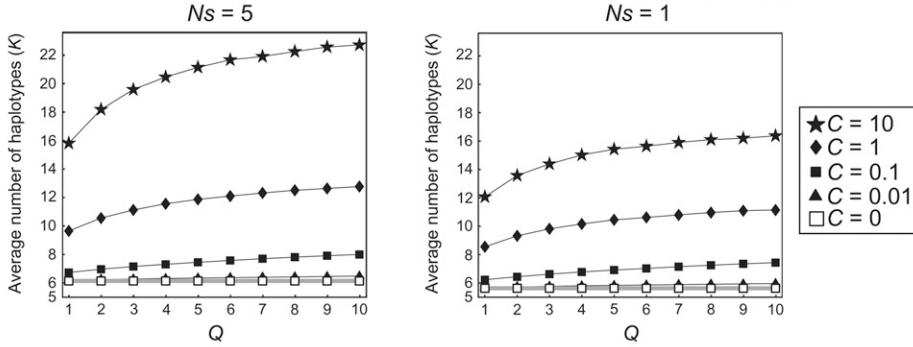 Ns = 5
Average number of haplotypes (K)
22
20
18
16
14
12
10
8
6
5
1 2 3 4 5 6 7 8 9 10
Q
Ns = 1
Average number of haplotypes (K)
22
20
18
16
14
12
10
8
6
5
1 2 3 4 5 6 7 8 9 10
Q
C = 10
C = 1
C = 0.1
C = 0.01
C = 0